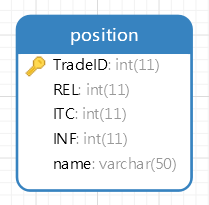 position
TradeID: int(11)
REL: int(11)
ITC: int(11)
INF: int(11)
name: varchar(50)